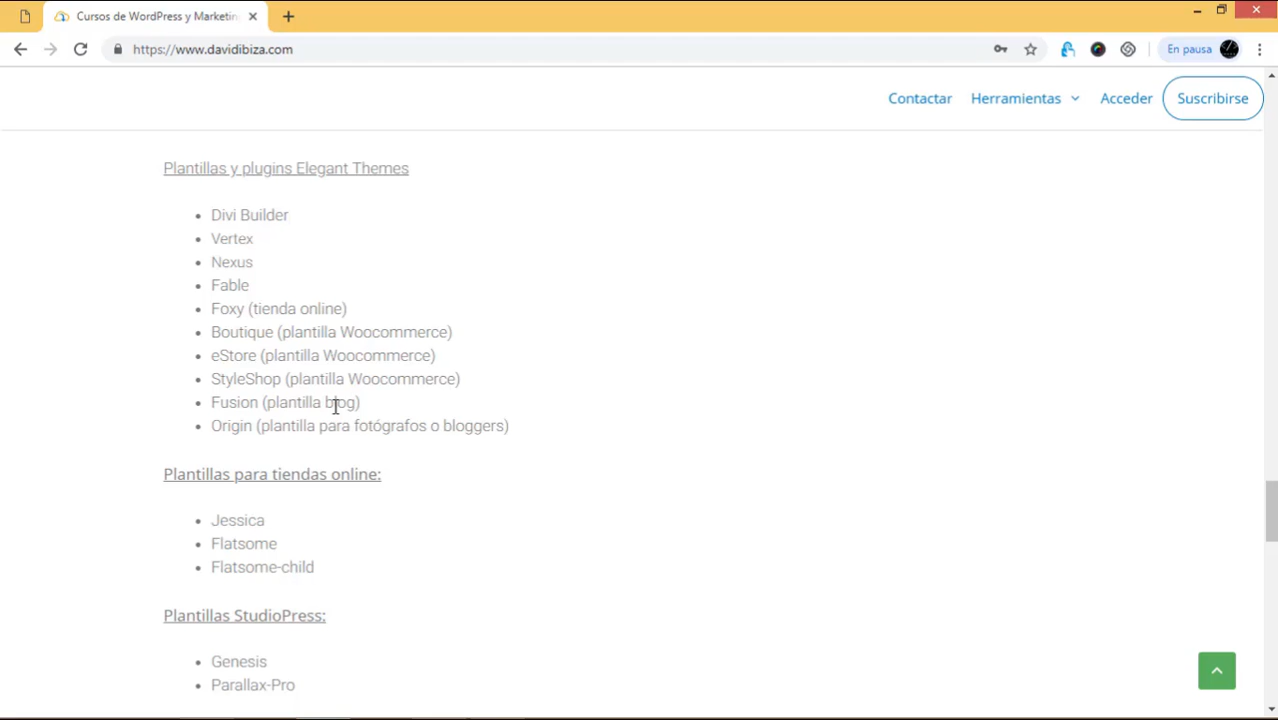 Cursos de WordPress y Marketin
https://www.davidibiza.com
En pausa
Contactar
Herramientas
Acceder
Suscribirse
Plantillas y plugins Elegant Themes
Divi Builder
Vertex
Nexus
Fable
Foxy (tienda online)
Boutique (plantilla Woocommerce)
eStore (plantilla Woocommerce)
StyleShop (plantilla Woocommerce)
Fusion (plantilla blog)
Origin (plantilla para fotógrafos o bloggers)
Plantillas para tiendas online:
Jessica
Flatsome
Flatsome-child
Plantillas StudioPress:
Genesis
Parallax-Pro